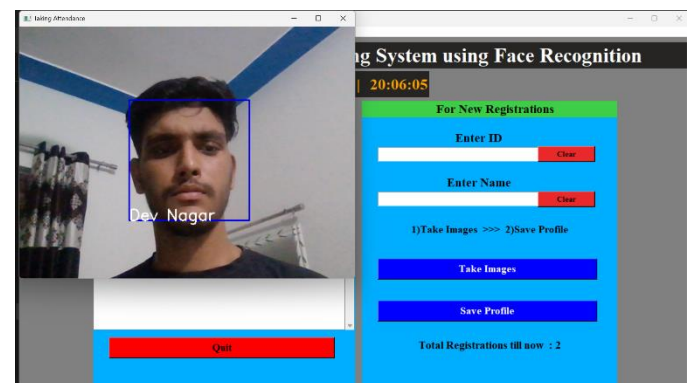 Taking Attendance
ng System using Face Recognition
| 20:06:05
For New Registrations
Enter ID
Clear
Enter Name
Clear
1)Take Images >>> 2)Save Profile
Take Images
Save Profile
Total Registrations till now : 2
Dev Nagar
Quit